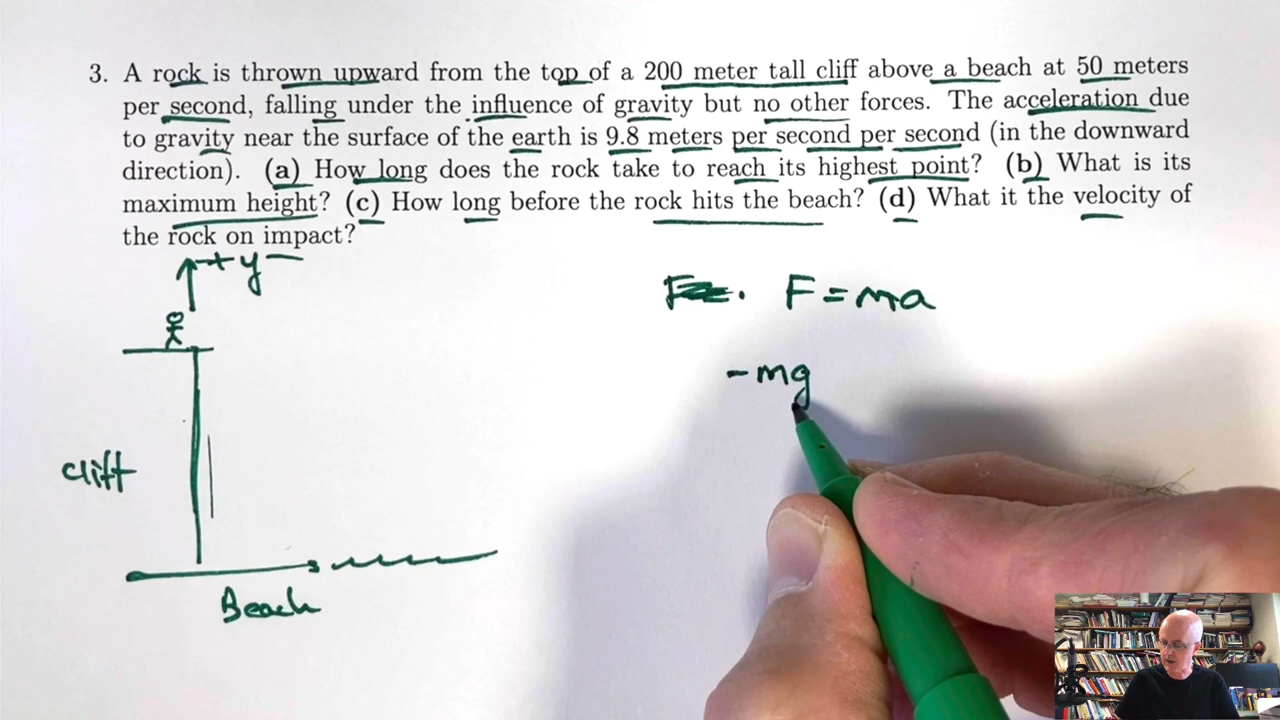 3. A rock is thrown upward from the top of a 200 meter tall cliff above a beach at 50 meters
per second, falling under the influence of gravity but no other forces. The acceleration due
to gravity near the surface of the earth is 9.8 meters per second per second (in the downward
direction). (a) How long does the rock take to reach its highest point? (b) What is its
maximum height? (c) How long before the rock hits the beach? (d) What it the velocity of
the rock on impact?
+y
F = ma
-mg
cliff
Beach